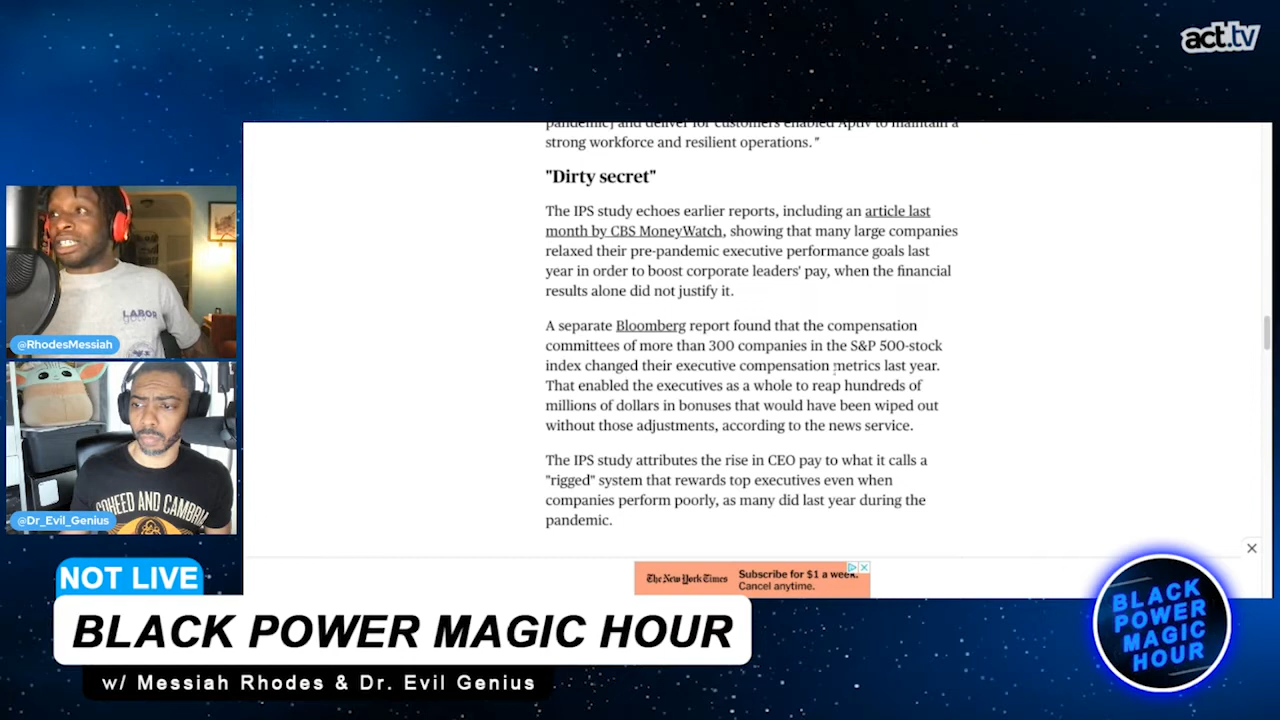 act.tv
pandemic] and deliver for customers enabled Aptiv to maintain a
strong workforce and resilient operations."
"Dirty secret"
The IPS study echoes earlier reports, including an article last
month by CBS MoneyWatch, showing that many large companies
relaxed their pre-pandemic executive performance goals last
year in order to boost corporate leaders' pay, when the financial
results alone did not justify it.
A separate Bloomberg report found that the compensation
committees of more than 300 companies in the S&P 500-stock
index changed their executive compensation metrics last year.
That enabled the executives as a whole to reap hundreds of
millions of dollars in bonuses that would have been wiped out
without those adjustments, according to the news service.
The IPS study attributes the rise in CEO pay to what it calls a
"rigged" system that rewards top executives even when
companies perform poorly, as many did last year during the
pandemic.
The New York Times
Subscribe for $1 a week.
Cancel anytime.
LABOR
@RhodesMessiah
COHEED AND CAMBRIA
@Dr_Evil_Genius
NOT LIVE
BLACK POWER MAGIC HOUR
w/ Messiah Rhodes & Dr. Evil Genius
BLACK
POWER
MAGIC
HOUR